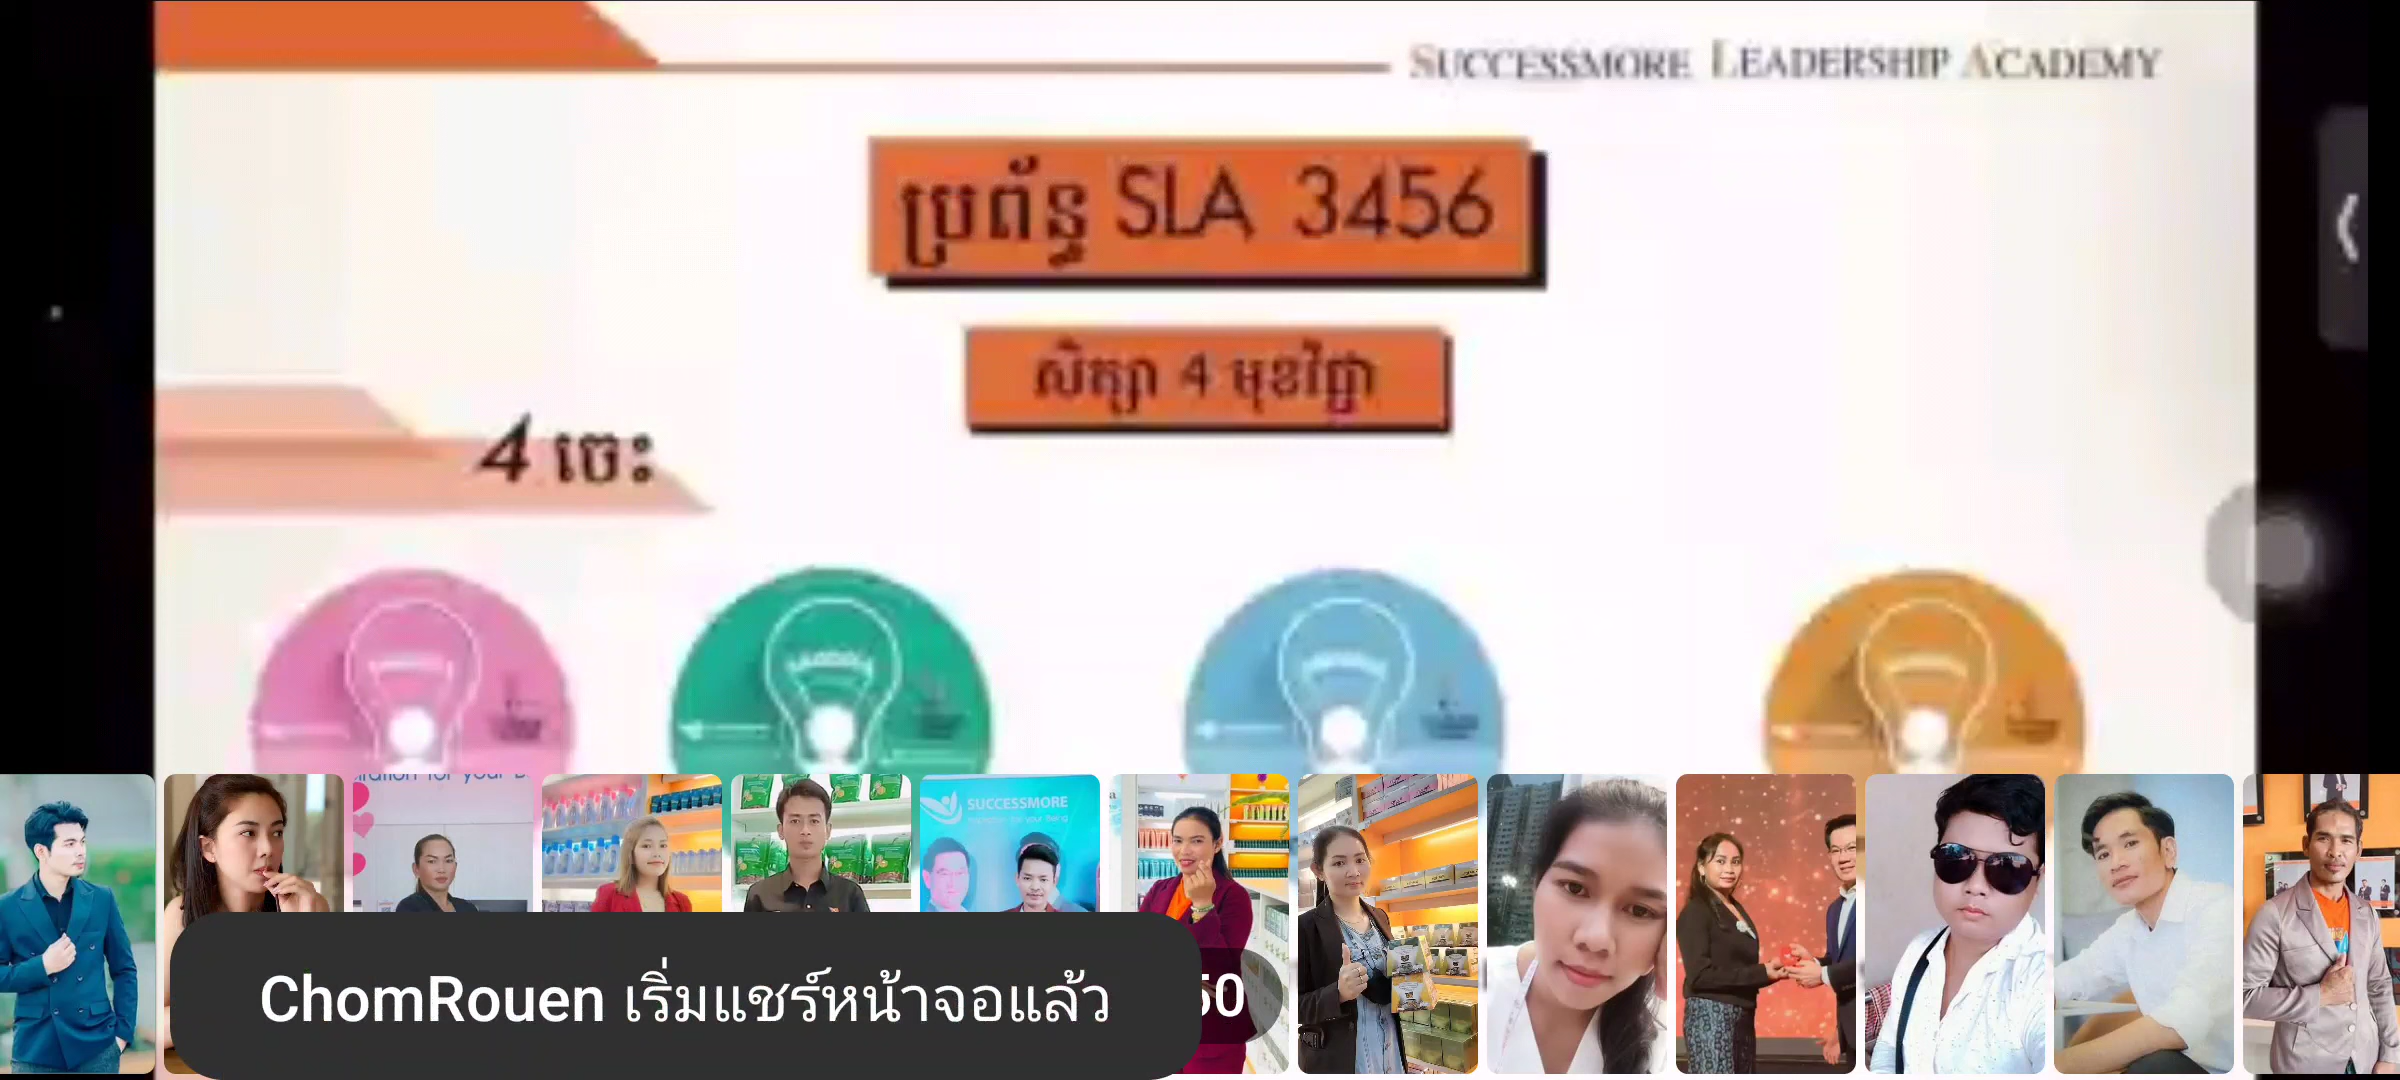 SUCCESSMORE LEADERSHIP ACADEMY
ប្រព័ន្ធ SLA 3456
សិក្សា 4 មុខវិជ្ជា
4 ចេះ
SUCCESSMORE
ChomRouen เริ่มแชร์หน้าจอแล้ว
50